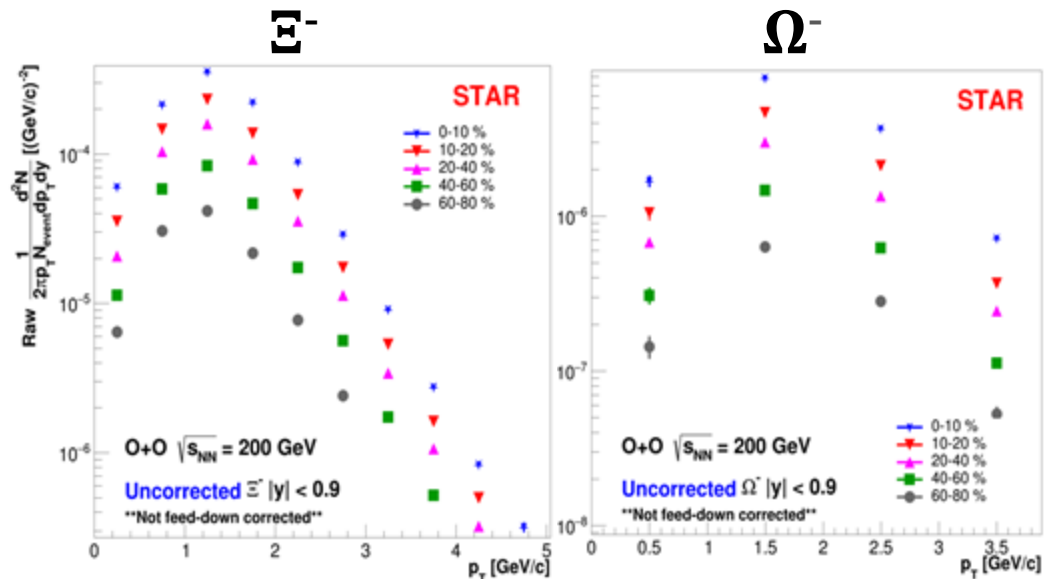 Ξ⁻
Raw 1/(2πp_T N_event) d²N/(dp_T dy) [(GeV/c)⁻²]
10⁻⁴
10⁻⁵
10⁻⁶
STAR
0-10 %
10-20 %
20-40 %
40-60 %
60-80 %
O+O √s_NN = 200 GeV
Uncorrected Ξ⁻ |y| < 0.9
**Not feed-down corrected**
0 1 2 3 4 5
p_T [GeV/c]
Ω⁻
10⁻⁶
10⁻⁷
10⁻⁸
STAR
0-10 %
10-20 %
20-40 %
40-60 %
60-80 %
O+O √s_NN = 200 GeV
Uncorrected Ω⁻ |y| < 0.9
**Not feed-down corrected**
0 0.5 1 1.5 2 2.5 3 3.5
p_T [GeV/c]